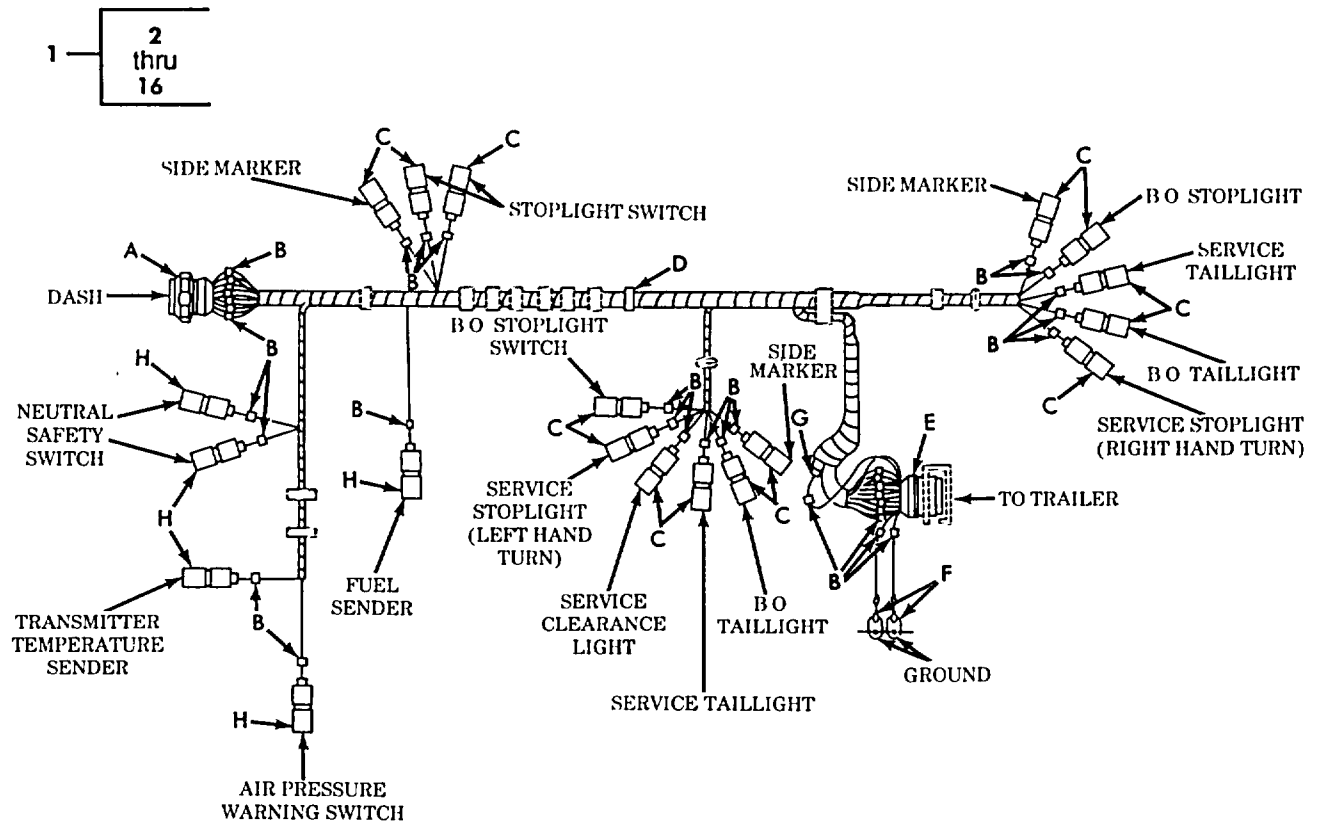 1
2
thru
16
C
C
SIDE MARKER
STOPLIGHT SWITCH
B
A
B
DASH
B
D
SIDE MARKER
C
B O STOPLIGHT
SERVICE
TAILLIGHT
B
C
B
B O TAILLIGHT
C
SERVICE STOPLIGHT
(RIGHT HAND TURN)
H
NEUTRAL
SAFETY
SWITCH
H
B
H
FUEL
SENDER
B O STOPLIGHT
SWITCH
B
B
C
SERVICE
STOPLIGHT
(LEFT HAND
TURN)
C
C
SIDE
MARKER
G
E
TO TRAILER
B
F
GROUND
SERVICE
CLEARANCE
LIGHT
B O
TAILLIGHT
SERVICE TAILLIGHT
TRANSMITTER
TEMPERATURE
SENDER
B
H
AIR PRESSURE
WARNING SWITCH